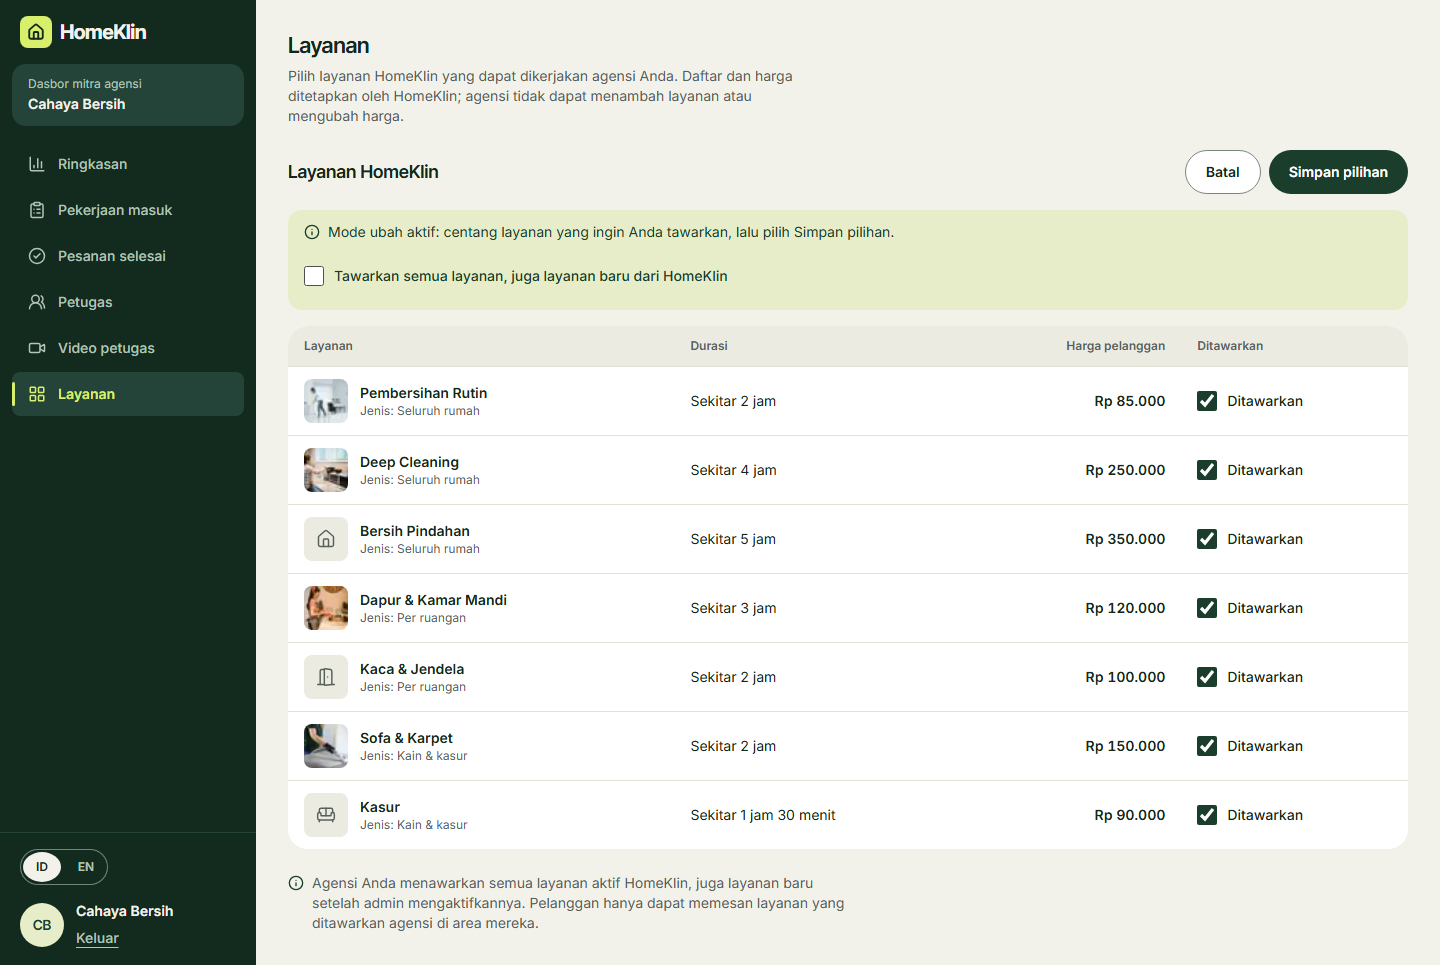 HomeKlin
Dasbor mitra agensi
Cahaya Bersih
Ringkasan
Pekerjaan masuk
Pesanan selesai
Petugas
Video petugas
Layanan
ID EN
CB
Cahaya Bersih
Keluar
Layanan
Pilih layanan HomeKlin yang dapat dikerjakan agensi Anda. Daftar dan harga
ditetapkan oleh HomeKlin; agensi tidak dapat menambah layanan atau
mengubah harga.
Layanan HomeKlin
Batal
Simpan pilihan
Mode ubah aktif: centang layanan yang ingin Anda tawarkan, lalu pilih Simpan pilihan.
Tawarkan semua layanan, juga layanan baru dari HomeKlin
Layanan Durasi Harga pelanggan Ditawarkan
Pembersihan Rutin
Jenis: Seluruh rumah
Sekitar 2 jam Rp 85.000 Ditawarkan
Deep Cleaning
Jenis: Seluruh rumah
Sekitar 4 jam Rp 250.000 Ditawarkan
Bersih Pindahan
Jenis: Seluruh rumah
Sekitar 5 jam Rp 350.000 Ditawarkan
Dapur & Kamar Mandi
Jenis: Per ruangan
Sekitar 3 jam Rp 120.000 Ditawarkan
Kaca & Jendela
Jenis: Per ruangan
Sekitar 2 jam Rp 100.000 Ditawarkan
Sofa & Karpet
Jenis: Kain & kasur
Sekitar 2 jam Rp 150.000 Ditawarkan
Kasur
Jenis: Kain & kasur
Sekitar 1 jam 30 menit Rp 90.000 Ditawarkan
Agensi Anda menawarkan semua layanan aktif HomeKlin, juga layanan baru
setelah admin mengaktifkannya. Pelanggan hanya dapat memesan layanan yang
ditawarkan agensi di area mereka.